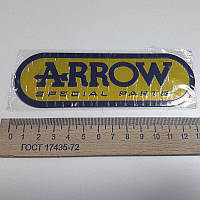 ARROW
SPECIAL PARTS
0 1 2 3 4 5 6 7 8 9 10 11 12 13
ГОСТ 17435-72